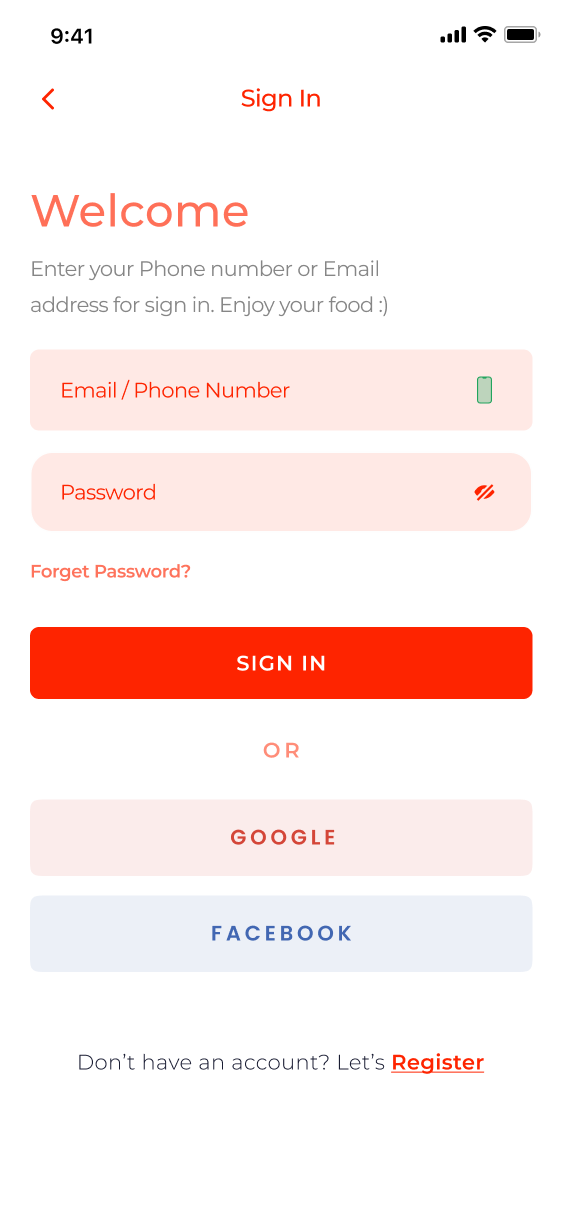 9:41
Sign In
Welcome
Enter your Phone number or Email
address for sign in. Enjoy your food :)
Email / Phone Number
Password
Forget Password?
SIGN IN
OR
GOOGLE
FACEBOOK
Don’t have an account? Let’s Register